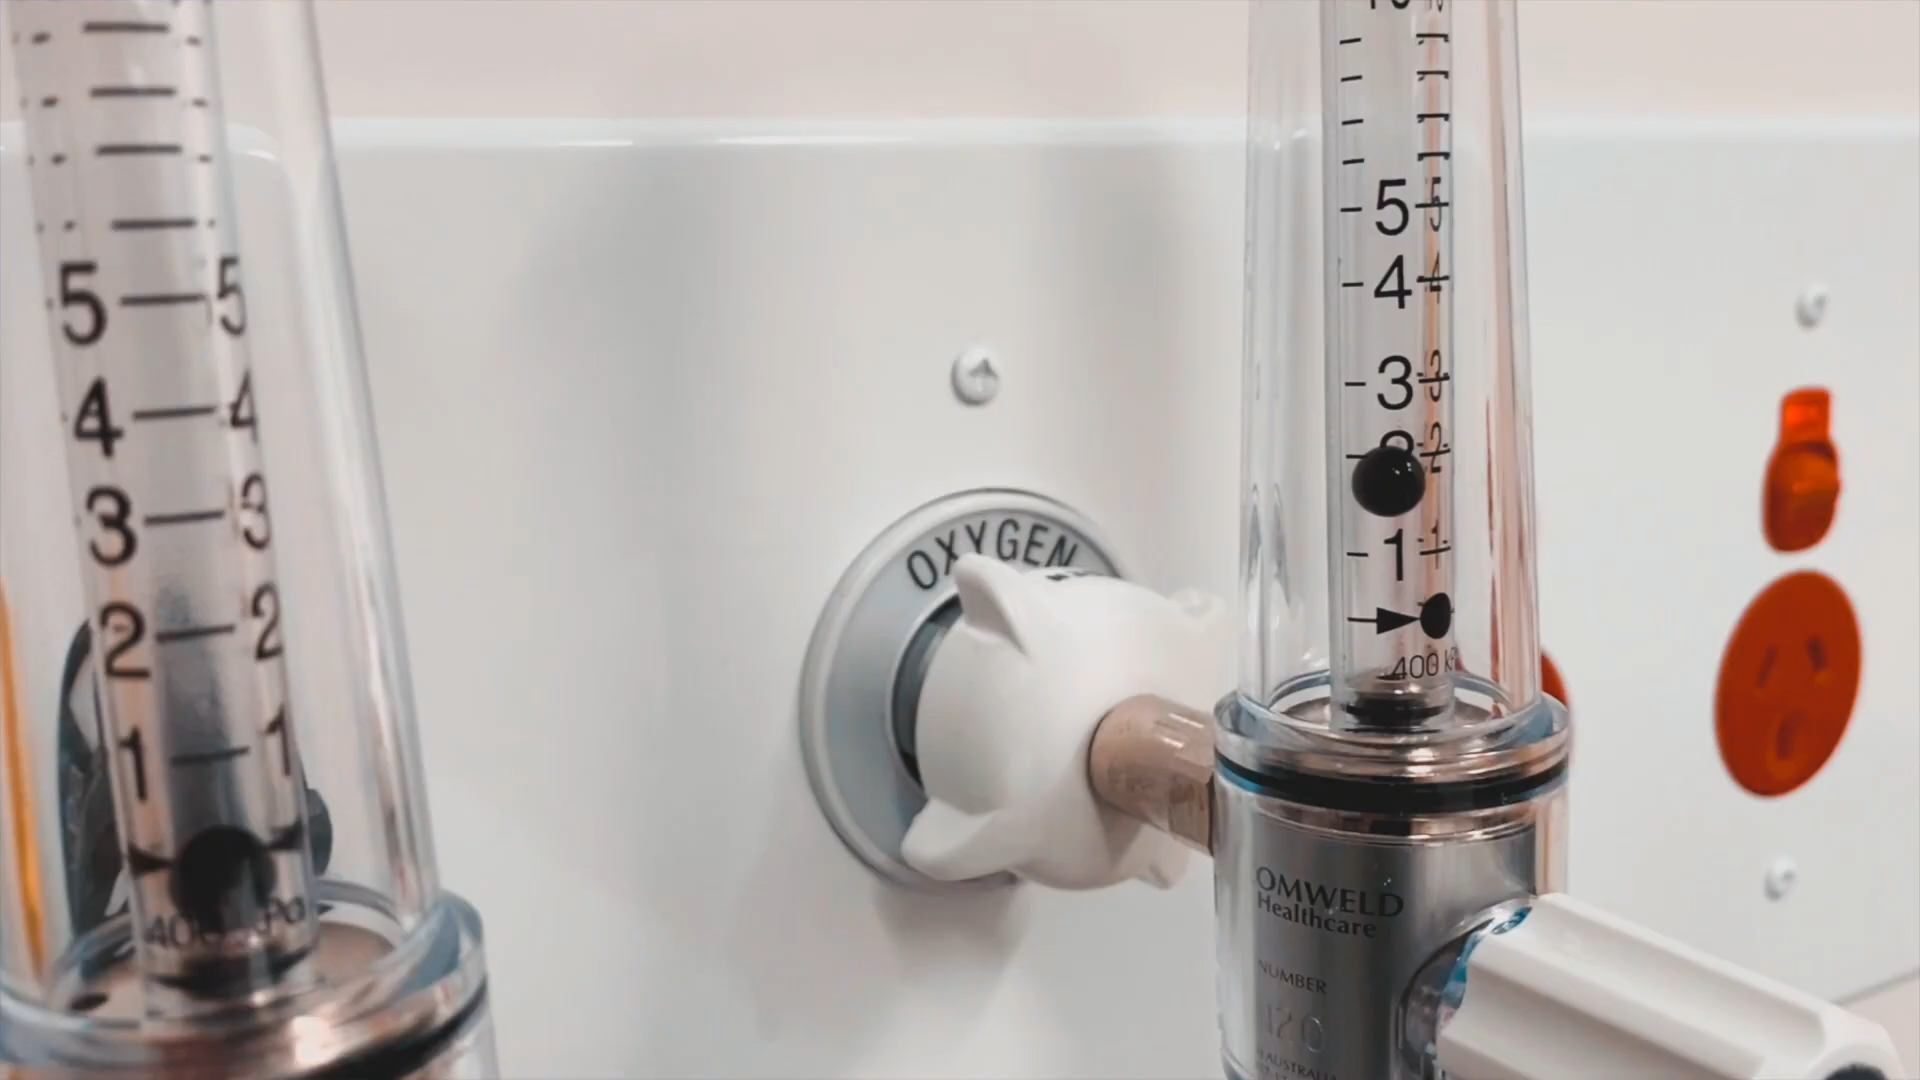 5 5
4 4
3 3
2 2
1 1
OXYGEN
5 5
4 4
3 3
2
1 1
400
OMWELD
Healthcare
NUMBER
AUSTRALIA